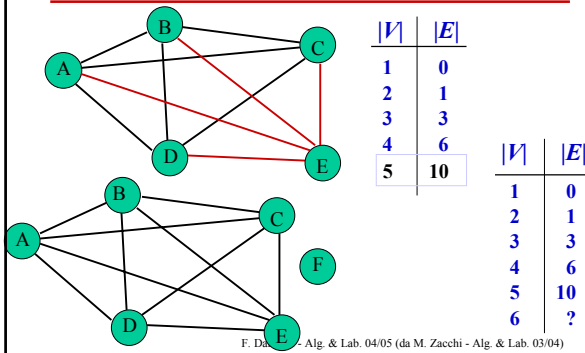 B
C
A
D
E
|V| |E|
1 0
2 1
3 3
4 6
5 10
B
C
A
F
D
E
|V| |E|
1 0
2 1
3 3
4 6
5 10
6 ?
F. - Alg. & Lab. 04/05 (da M. Zacchi - Alg. & Lab. 03/04)